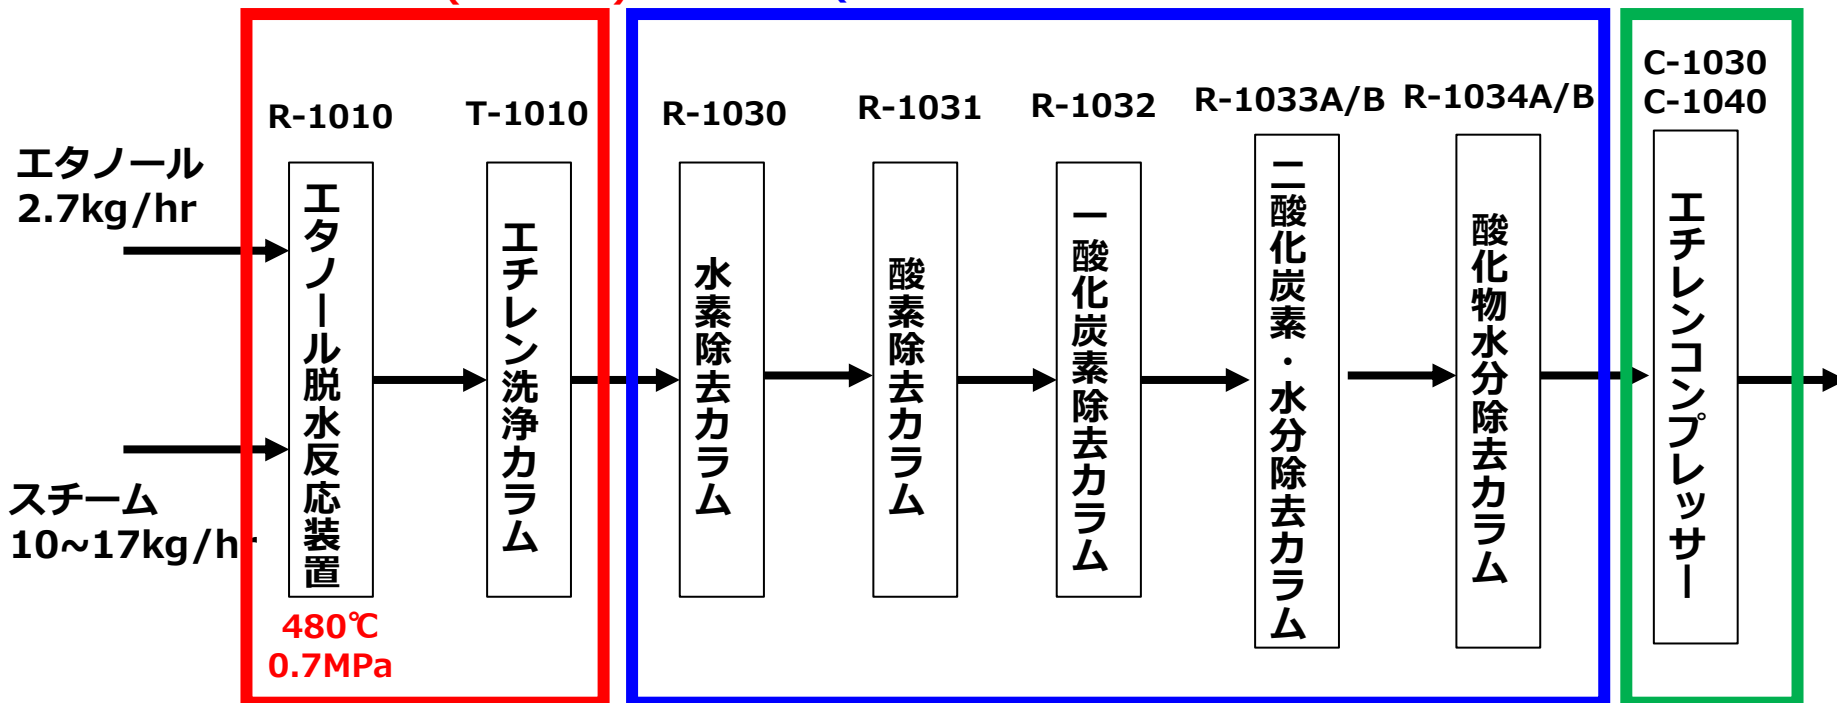 エタノール
2.7kg/hr
スチーム
10~17kg/hr
R-1010
エタノール脱水反応装置
480℃
0.7MPa
T-1010
エチレン洗浄カラム
R-1030
水素除去カラム
R-1031
酸素除去カラム
R-1032
一酸化炭素除去カラム
R-1033A/B
二酸化炭素・水分除去カラム
R-1034A/B
酸化物水分除去カラム
C-1030
C-1040
エチレンコンプレッサー